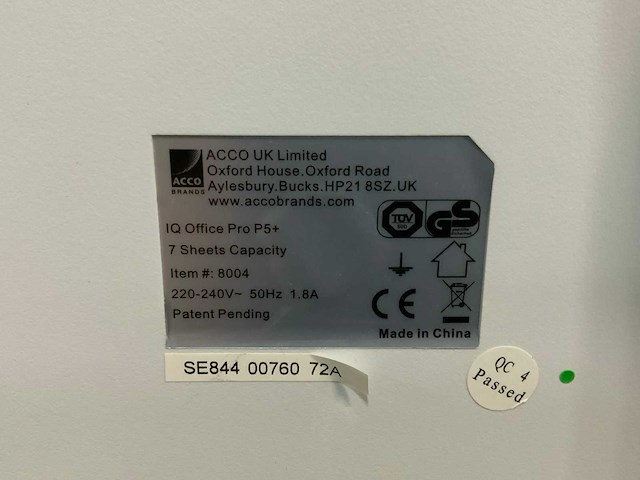 ACCO
BRANDS
ACCO UK Limited
Oxford House.Oxford Road
Aylesbury.Bucks.HP21 8SZ.UK
www.accobrands.com
IQ Office Pro P5+
7 Sheets Capacity
Item #: 8004
220-240V~ 50Hz 1.8A
Patent Pending
TÜV
GS
CE
Made in China
SE844 00760 72A
QC 4
Passed